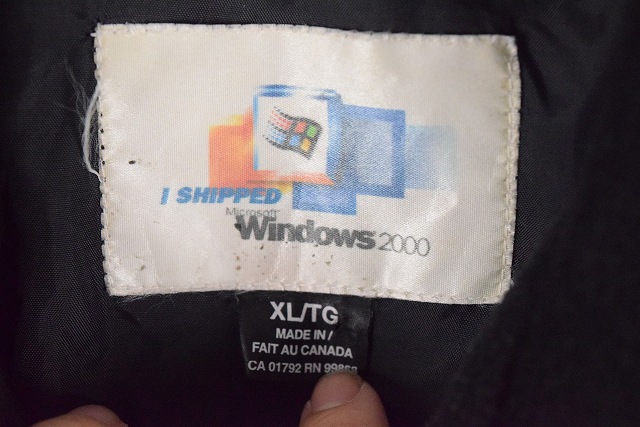 I SHIPPED
Microsoft
Windows 2000
XL/TG
MADE IN/
FAIT AU CANADA
CA 01792 RN